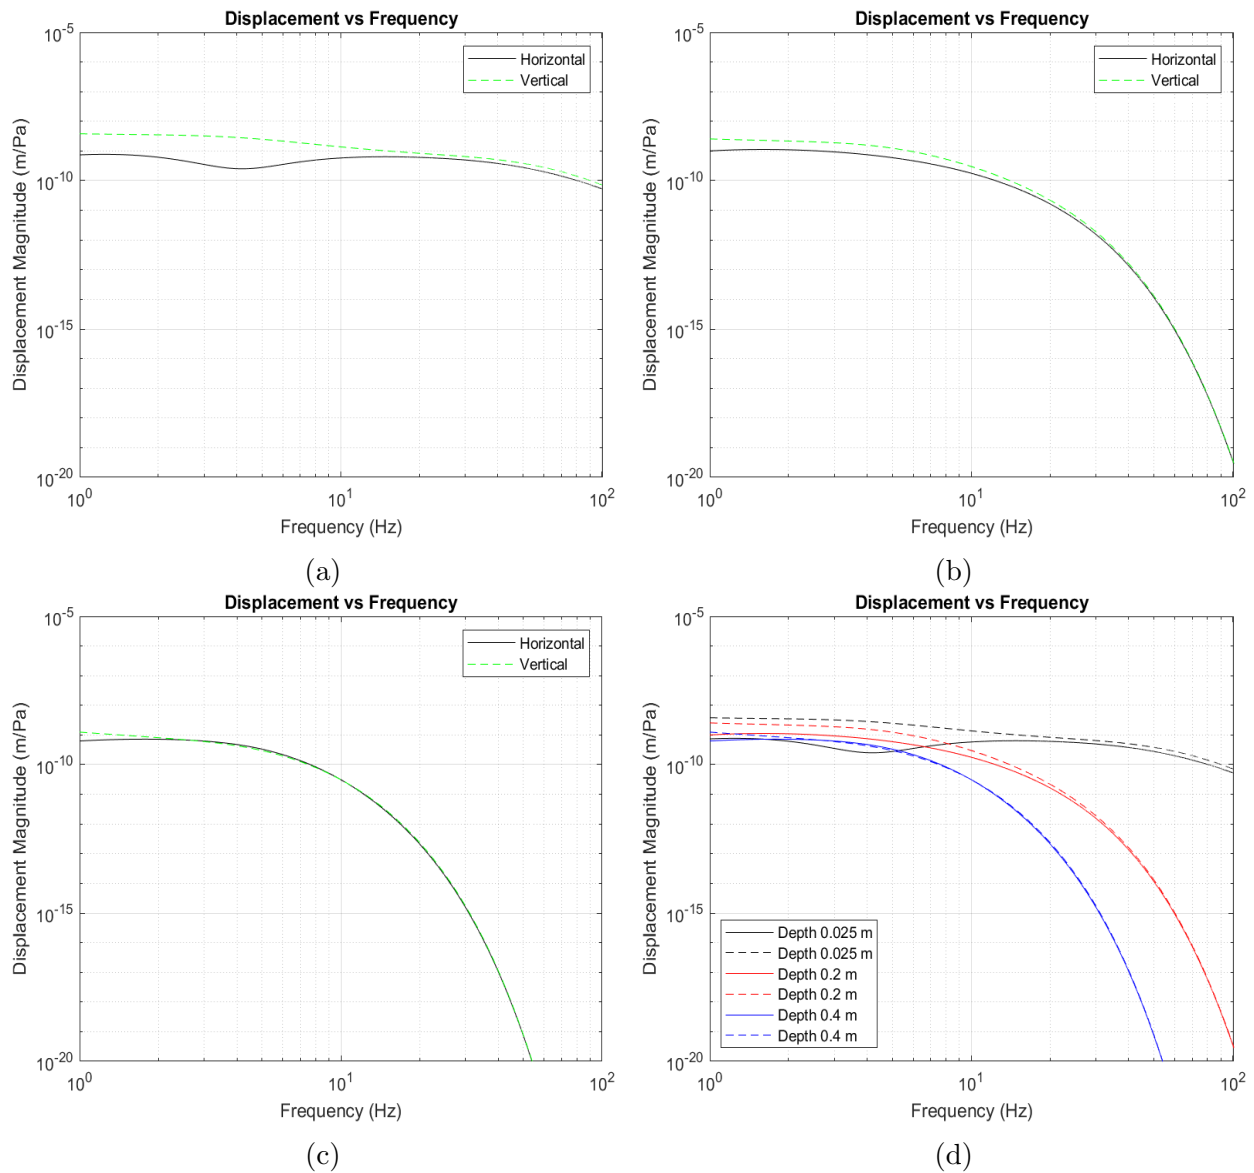 Displacement vs Frequency
Displacement Magnitude (m/Pa)
10^-5
10^-10
10^-15
10^-20
Horizontal
Vertical
10^0 10^1 10^2
Frequency (Hz)
(a)
Displacement vs Frequency
Displacement Magnitude (m/Pa)
10^-5
10^-10
10^-15
10^-20
Horizontal
Vertical
10^0 10^1 10^2
Frequency (Hz)
(b)
Displacement vs Frequency
Displacement Magnitude (m/Pa)
10^-5
10^-10
10^-15
10^-20
Horizontal
Vertical
10^0 10^1 10^2
Frequency (Hz)
(c)
Displacement vs Frequency
Displacement Magnitude (m/Pa)
10^-5
10^-10
10^-15
10^-20
Depth 0.025 m
Depth 0.025 m
Depth 0.2 m
Depth 0.2 m
Depth 0.4 m
Depth 0.4 m
10^0 10^1 10^2
Frequency (Hz)
(d)